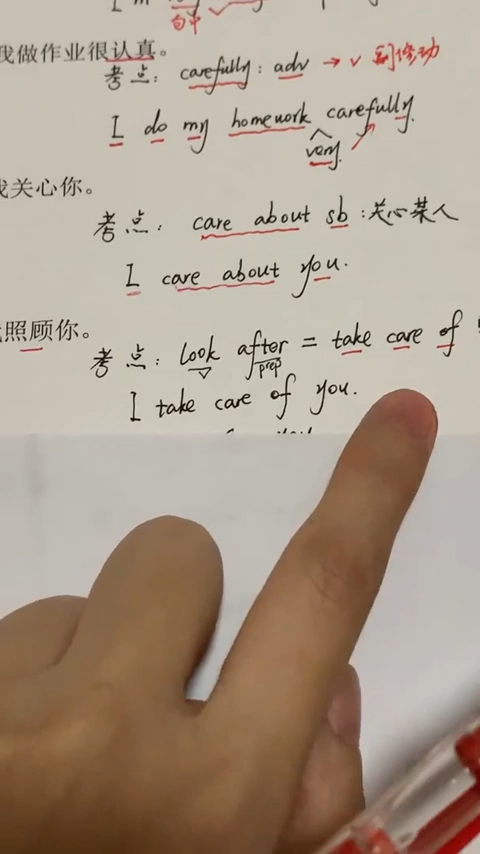 句中
我做作业很认真。
考点：carefully：adv → v 副修动
I do my homework carefully.
very
我关心你。
考点：care about sb：关心某人
I care about you.
照顾你。
考点：look after = take care of
v prep
I take care of you.